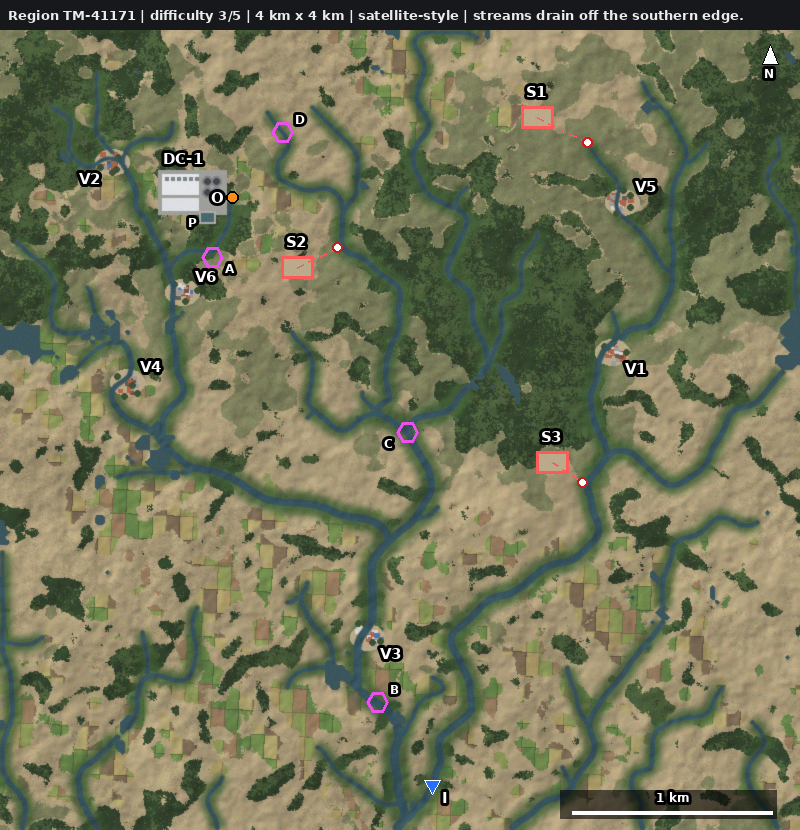 Region TM-41171 | difficulty 3/5 | 4 km x 4 km | satellite-style | streams drain off the southern edge.
N
S1
D
DC-1
V2
V5
O
P
S2
A
V6
V4
V1
C
S3
V3
B
I
1 km